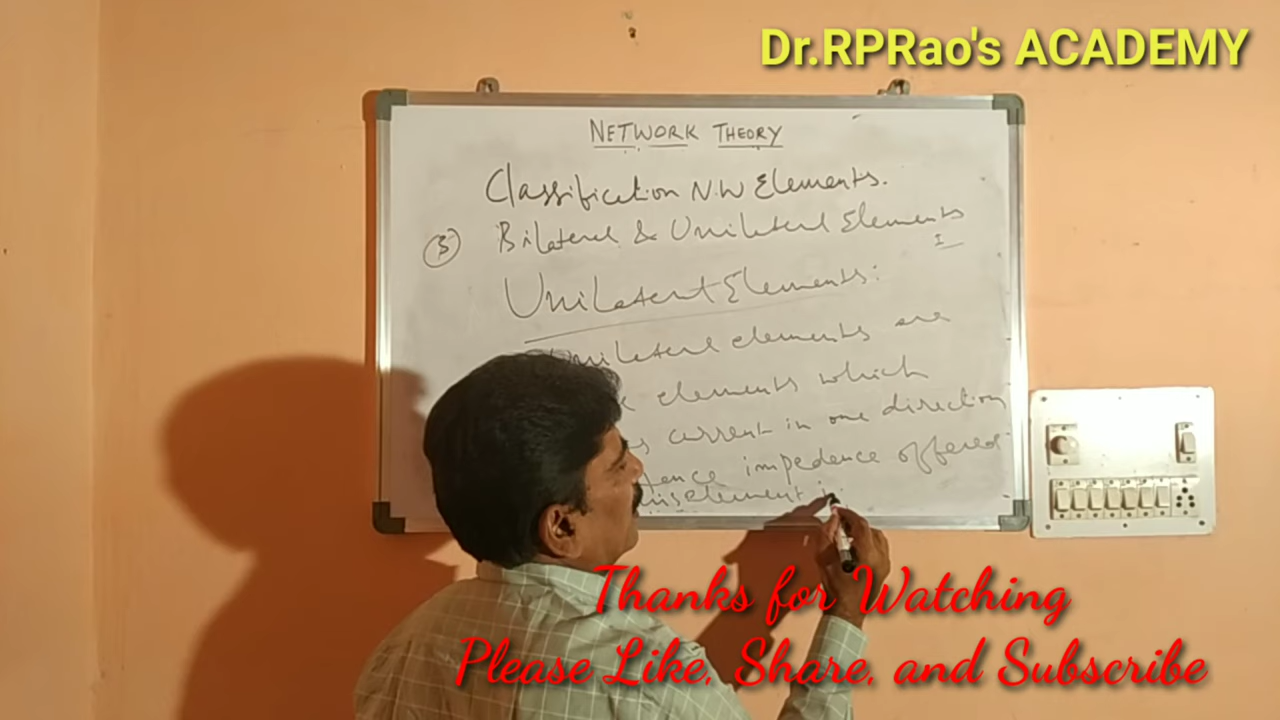 Dr.RPRao's ACADEMY
NETWORK THEORY
Classification N.W Elements.
③ Bilateral & Unilateral Elements
I
Unilateral Elements:
Unilateral elements are
elements which
current in one direction
impedence offered
element
Thanks for Watching
Please Like, Share, and Subscribe